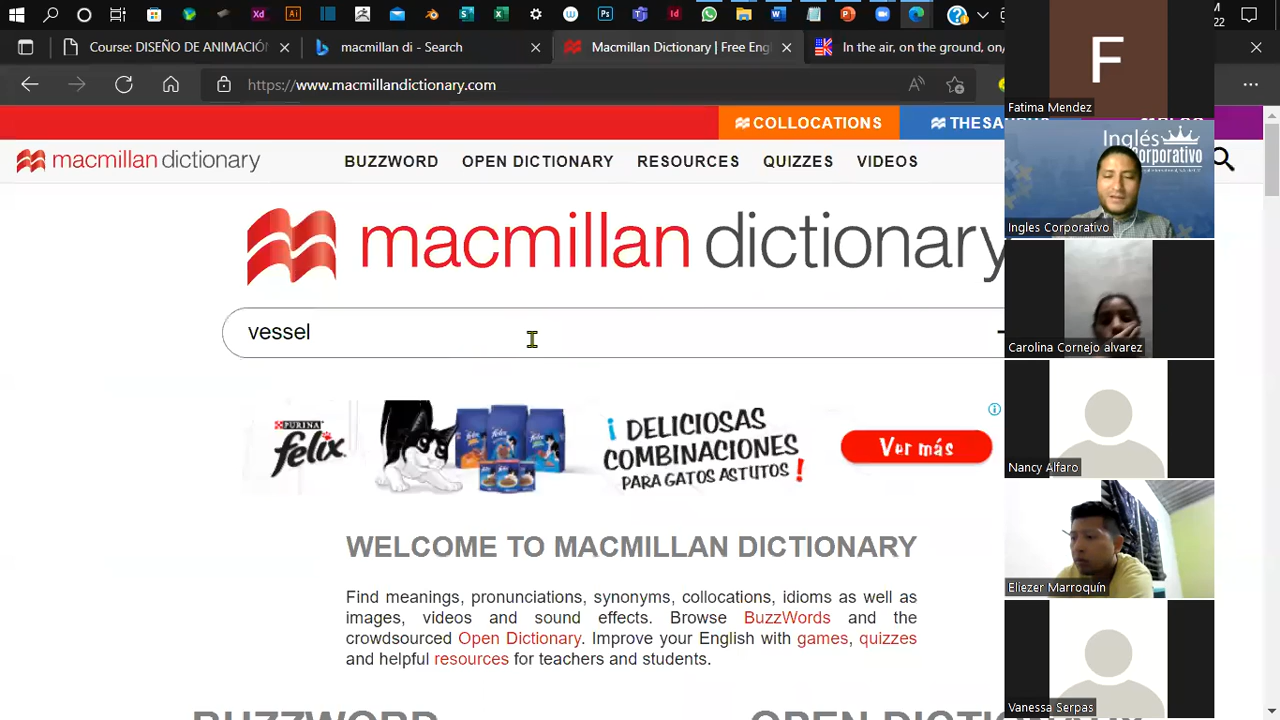 Course: DISEÑO DE ANIMACIÓN
macmillan di - Search
Macmillan Dictionary | Free Engl
In the air, on the ground, on
22
https://www.macmillandictionary.com
COLLOCATIONS
macmillan dictionary
BUZZWORD
OPEN DICTIONARY
RESOURCES
QUIZZES
VIDEOS
macmillan dictionary
vessel
PURINA
felix
¡ DELICIOSAS
COMBINACIONES
PARA GATOS ASTUTOS !
Ver más
WELCOME TO MACMILLAN DICTIONARY
Find meanings, pronunciations, synonyms, collocations, idioms as well as
images, videos and sound effects. Browse BuzzWords and the
crowdsourced Open Dictionary. Improve your English with games, quizzes
and helpful resources for teachers and students.
BUZZWORD
F
Fatima Mendez
Inglés
Corporativo
Ingles Corporativo
Carolina Cornejo alvarez
Nancy Alfaro
Eliezer Marroquín
Vanessa Serpas